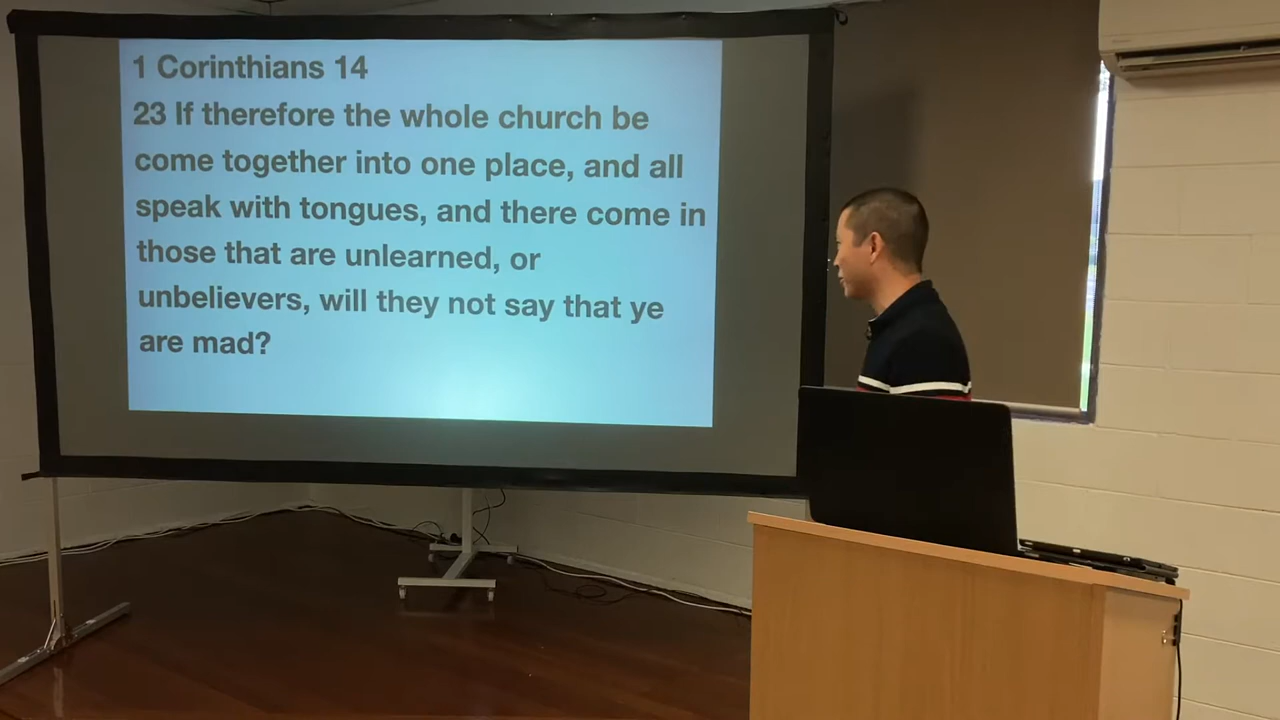 1 Corinthians 14
23 If therefore the whole church be
come together into one place, and all
speak with tongues, and there come in
those that are unlearned, or
unbelievers, will they not say that ye
are mad?